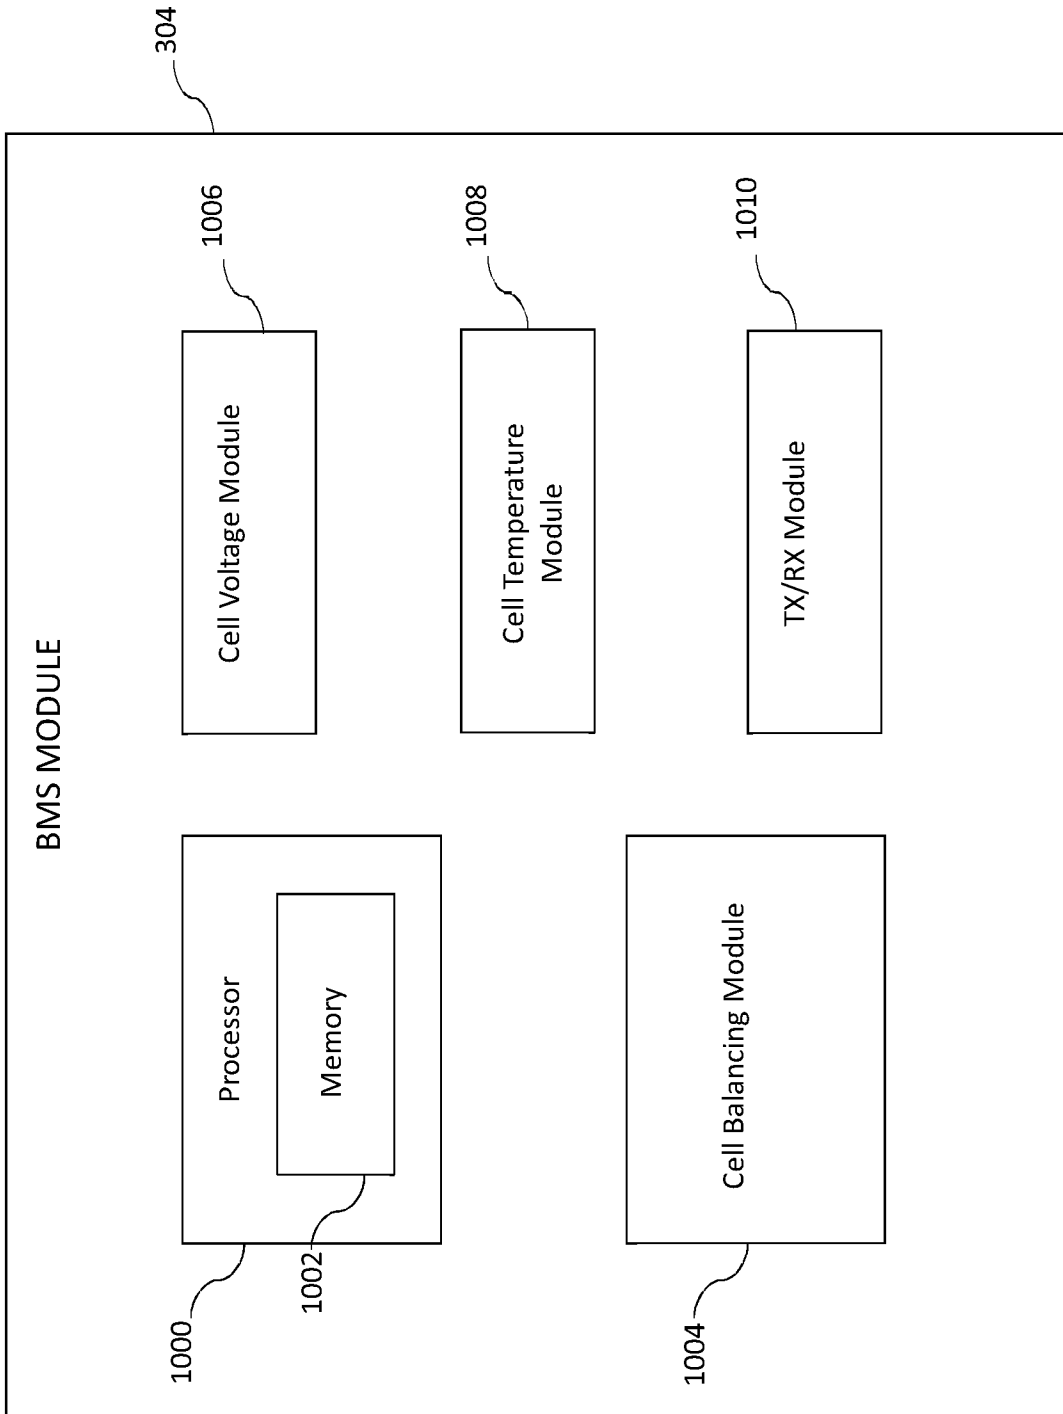 BMS MODULE
304
1000
Processor
Memory
1002
Cell Voltage Module
1006
Cell Temperature
Module
1008
1004
Cell Balancing Module
TX/RX Module
1010